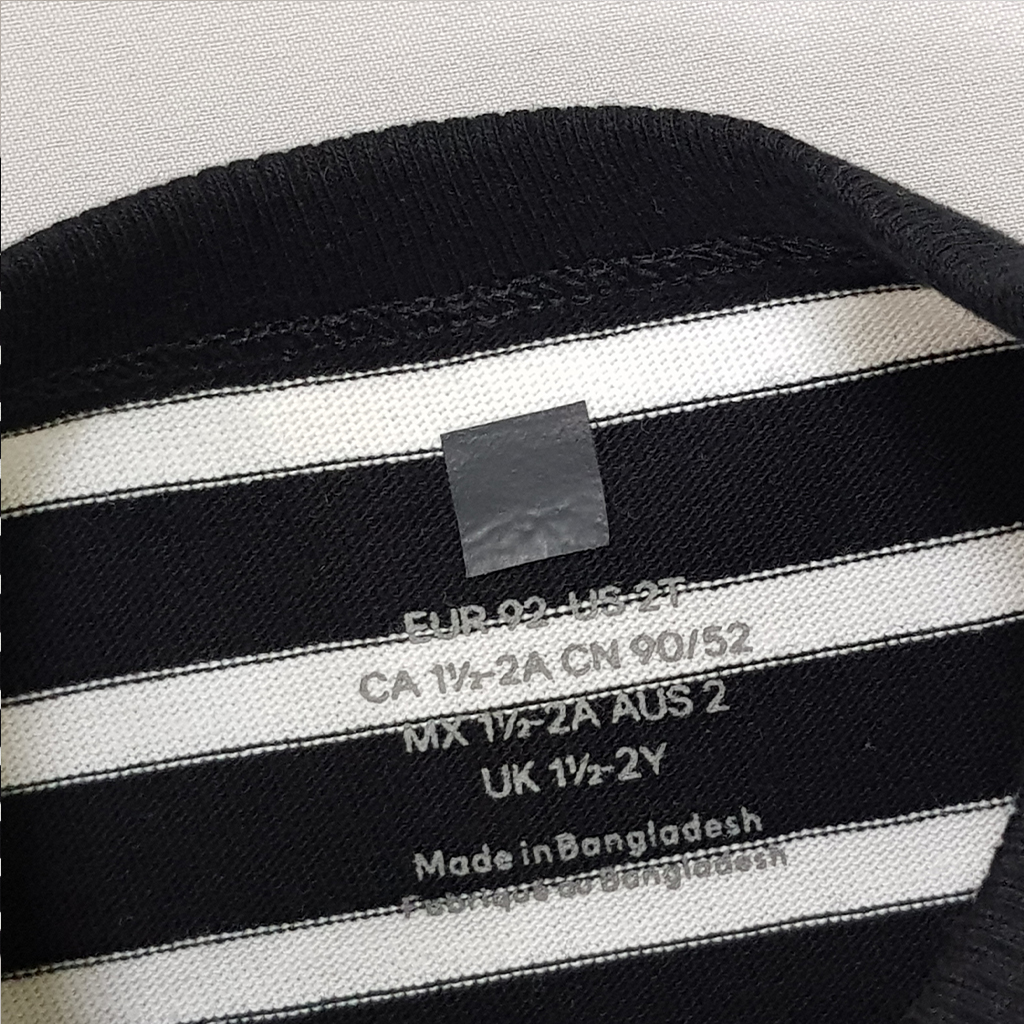 EUR 92 US 2T
CA 1½-2A CN 90/52
MX 1½-2A AUS 2
UK 1½-2Y
Made in Bangladesh
Fabriqué au Bangladesh